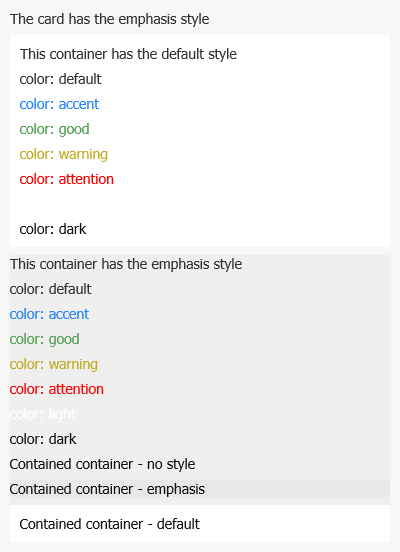 The card has the emphasis style
This container has the default style
color: default
color: accent
color: good
color: warning
color: attention
color: dark
This container has the emphasis style
color: default
color: accent
color: good
color: warning
color: attention
color: light
color: dark
Contained container - no style
Contained container - emphasis
Contained container - default